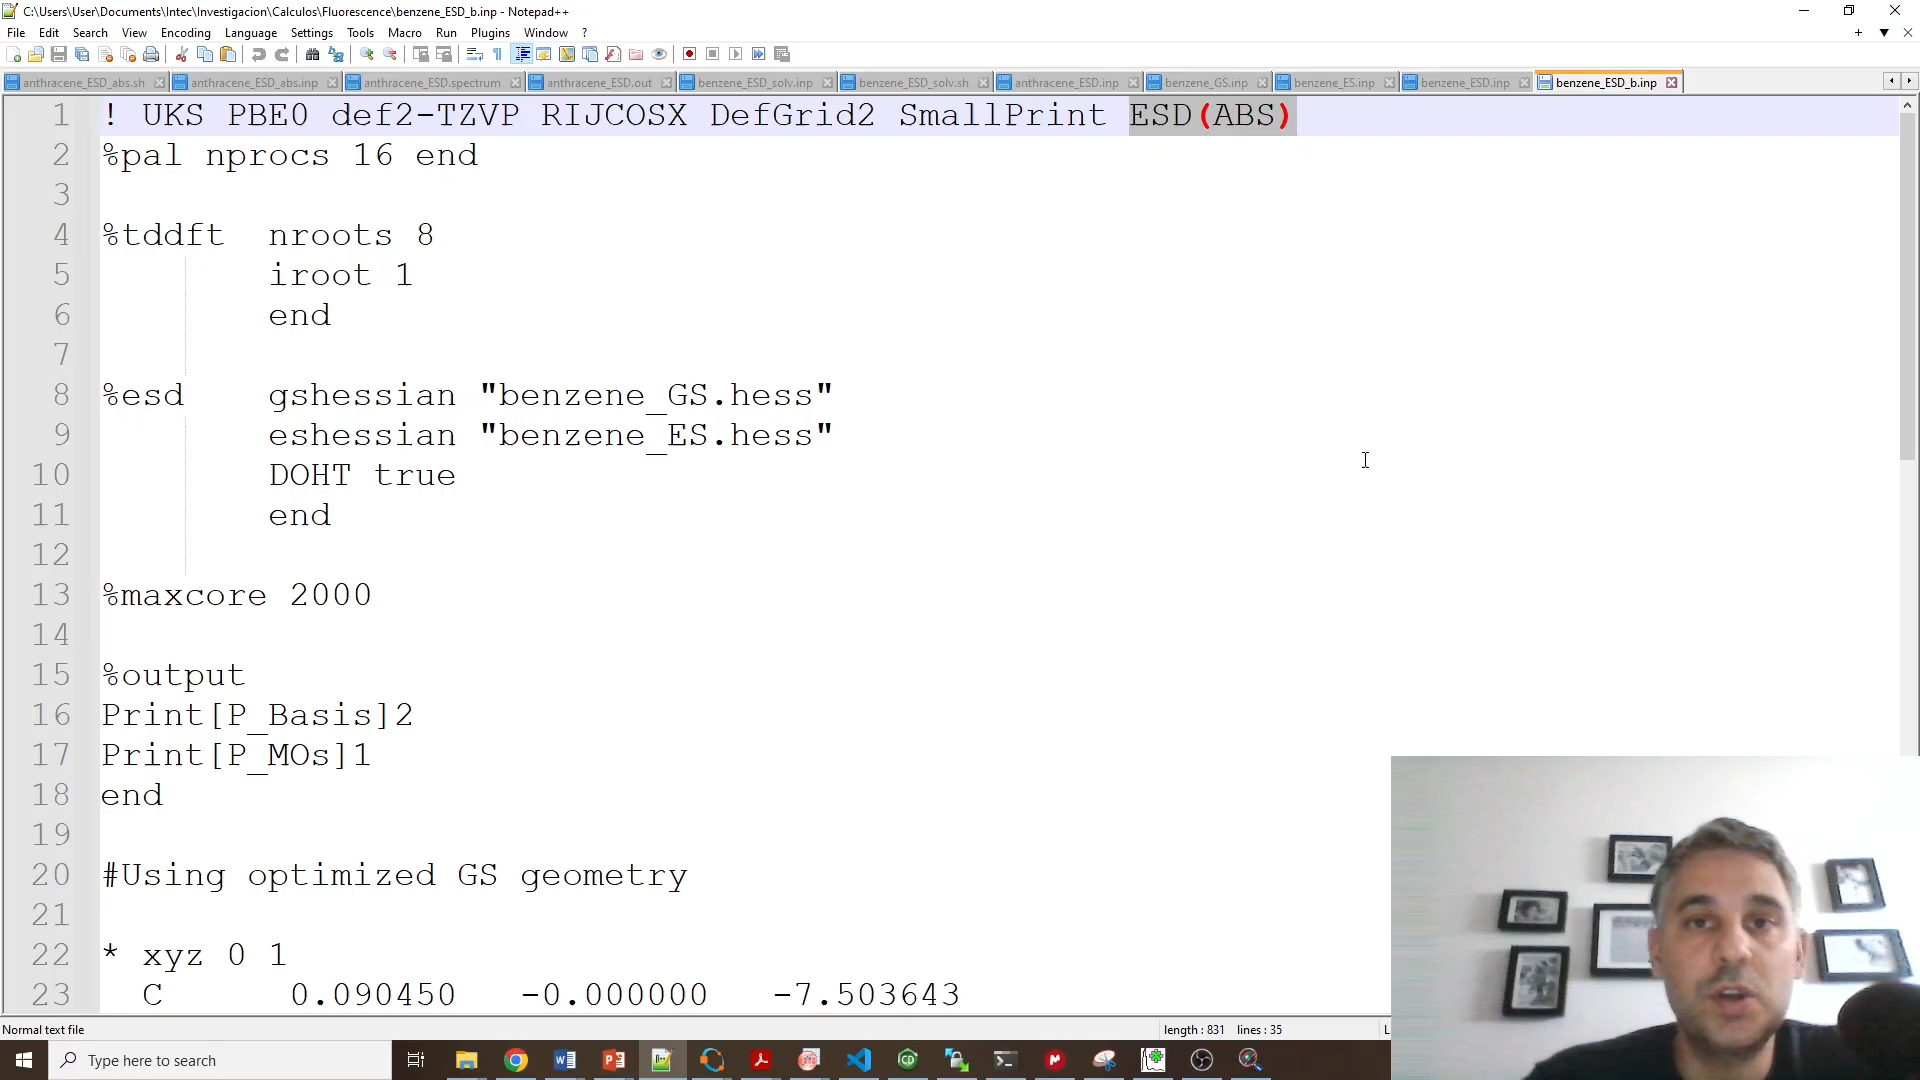 C:\Users\User\Documents\Intec\Investigacion\Calculos\Fluorescence\benzene_ESD_b.inp - Notepad++
File Edit Search View Encoding Language Settings Tools Macro Run Plugins Window ?
anthracene_ESD_abs.sh anthracene_ESD_abs.inp anthracene_ESD.spectrum anthracene_ESD.out benzene_ESD_solv.inp benzene_ESD_solv.sh anthracene_ESD.inp benzene_GS.inp benzene_ES.inp benzene_ESD.inp benzene_ESD_b.inp
1 ! UKS PBE0 def2-TZVP RIJCOSX DefGrid2 SmallPrint ESD(ABS)
2 %pal nprocs 16 end
3
4 %tddft nroots 8
5 iroot 1
6 end
7
8 %esd gshessian "benzene_GS.hess"
9 eshessian "benzene_ES.hess"
10 DOHT true
11 end
12
13 %maxcore 2000
14
15 %output
16 Print[P_Basis]2
17 Print[P_MOs]1
18 end
19
20 #Using optimized GS geometry
21
22 * xyz 0 1
23 C 0.090450 -0.000000 -7.503643
Normal text file length : 831 lines : 35 L
Type here to search